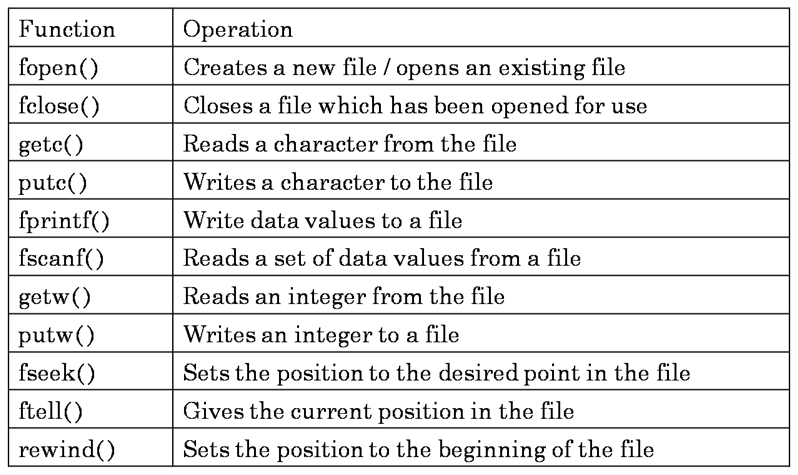 Function Operation
fopen() Creates a new file / opens an existing file
fclose() Closes a file which has been opened for use
getc() Reads a character from the file
putc() Writes a character to the file
fprintf() Write data values to a file
fscanf() Reads a set of data values from a file
getw() Reads an integer from the file
putw() Writes an integer to a file
fseek() Sets the position to the desired point in the file
ftell() Gives the current position in the file
rewind() Sets the position to the beginning of the file